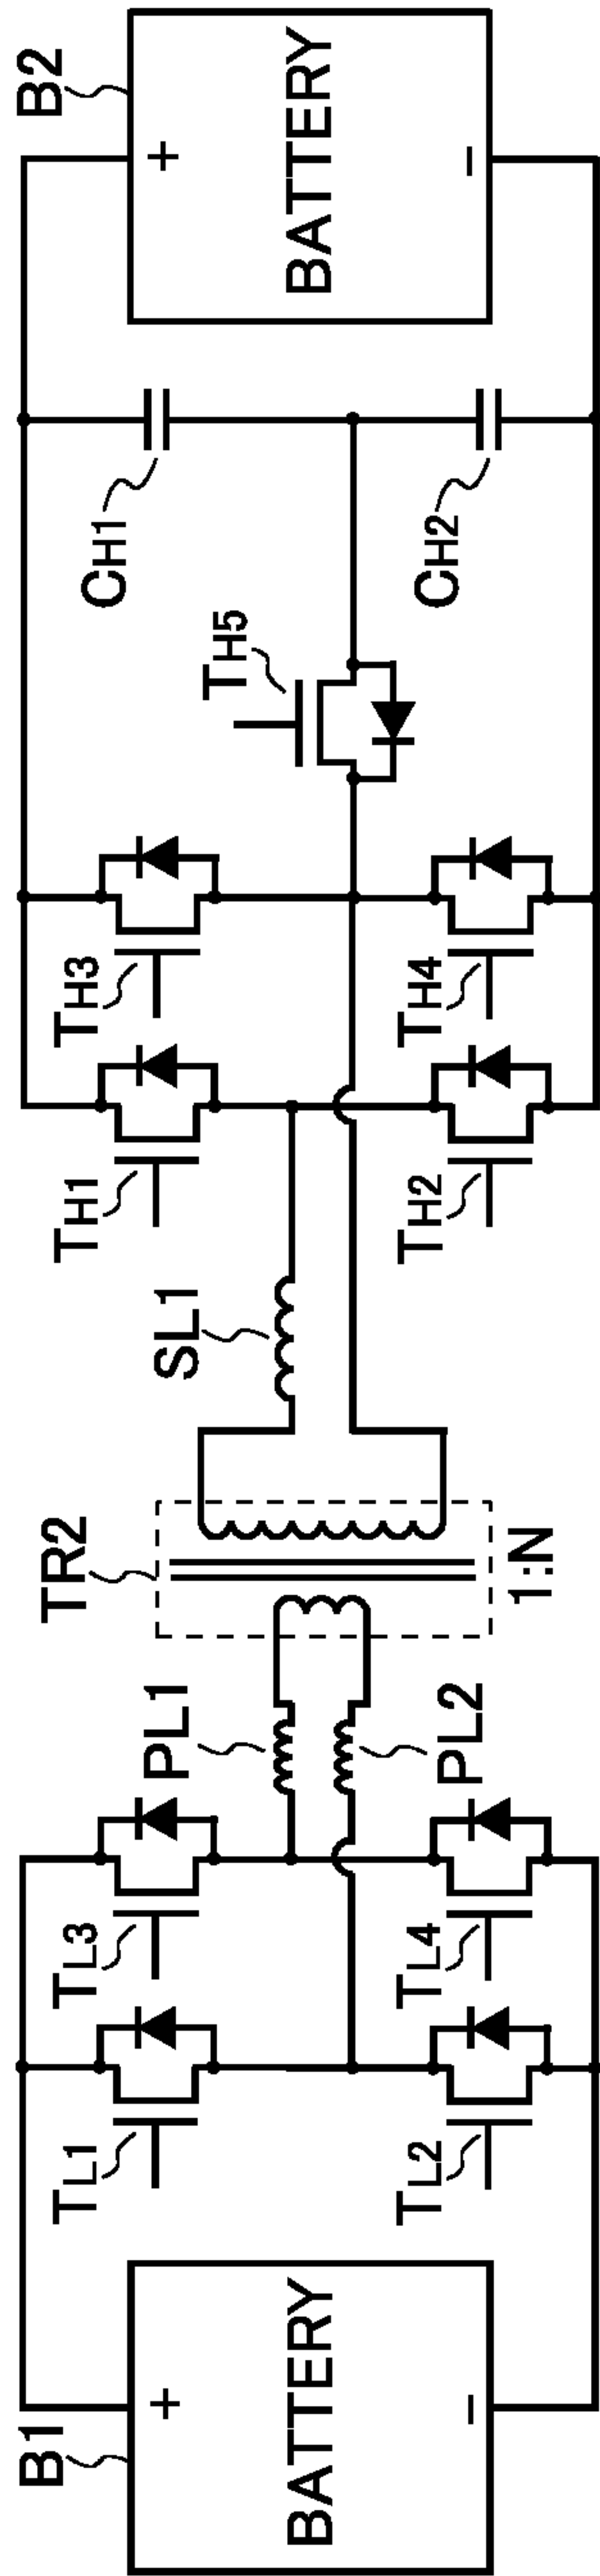 B1
BATTERY
+
−
TL1
TL2
TL3
TL4
PL1
PL2
TR2
1:N
SL1
TH1
TH2
TH3
TH4
TH5
CH1
CH2
B2
BATTERY
+
−